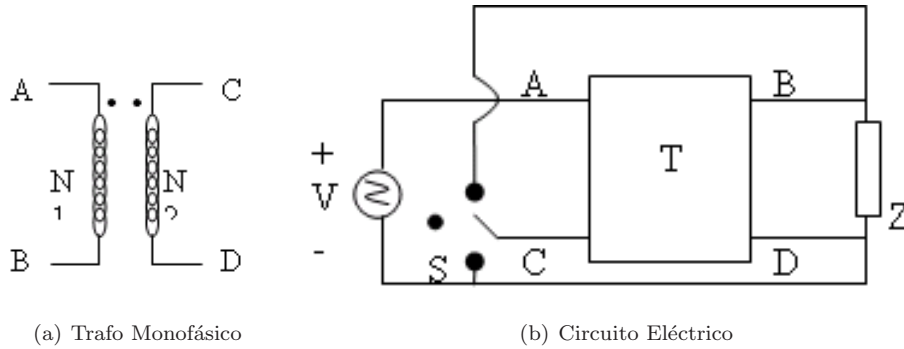 A
C
N
1
N
2
B
D
(a) Trafo Monofásico
A
B
+
V
-
T
Z
S
C
D
(b) Circuito Eléctrico